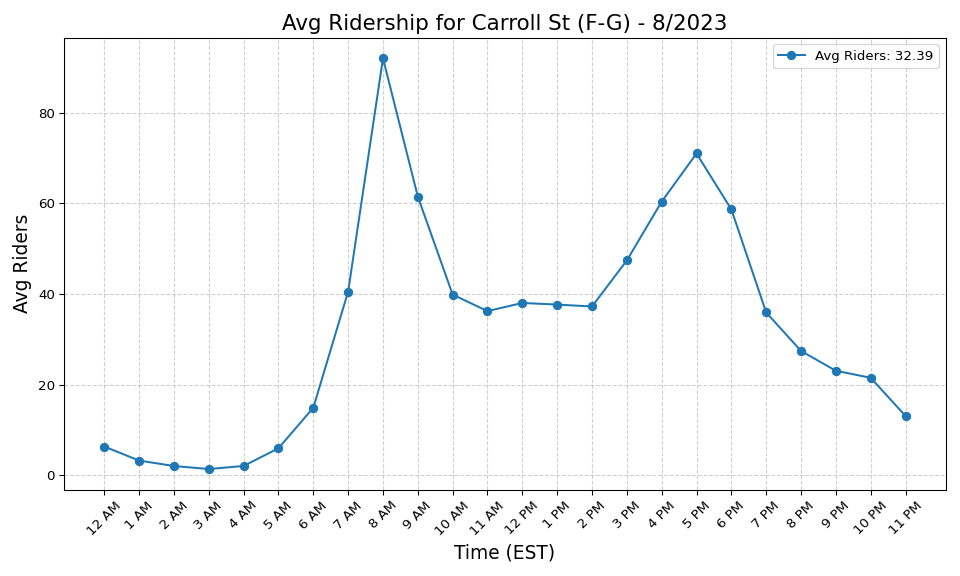 Avg Ridership for Carroll St (F-G) - 8/2023
Avg Riders: 32.39
Avg Riders
80
60
40
20
0
12 AM 1 AM 2 AM 3 AM 4 AM 5 AM 6 AM 7 AM 8 AM 9 AM 10 AM 11 AM 12 PM 1 PM 2 PM 3 PM 4 PM 5 PM 6 PM 7 PM 8 PM 9 PM 10 PM 11 PM
Time (EST)